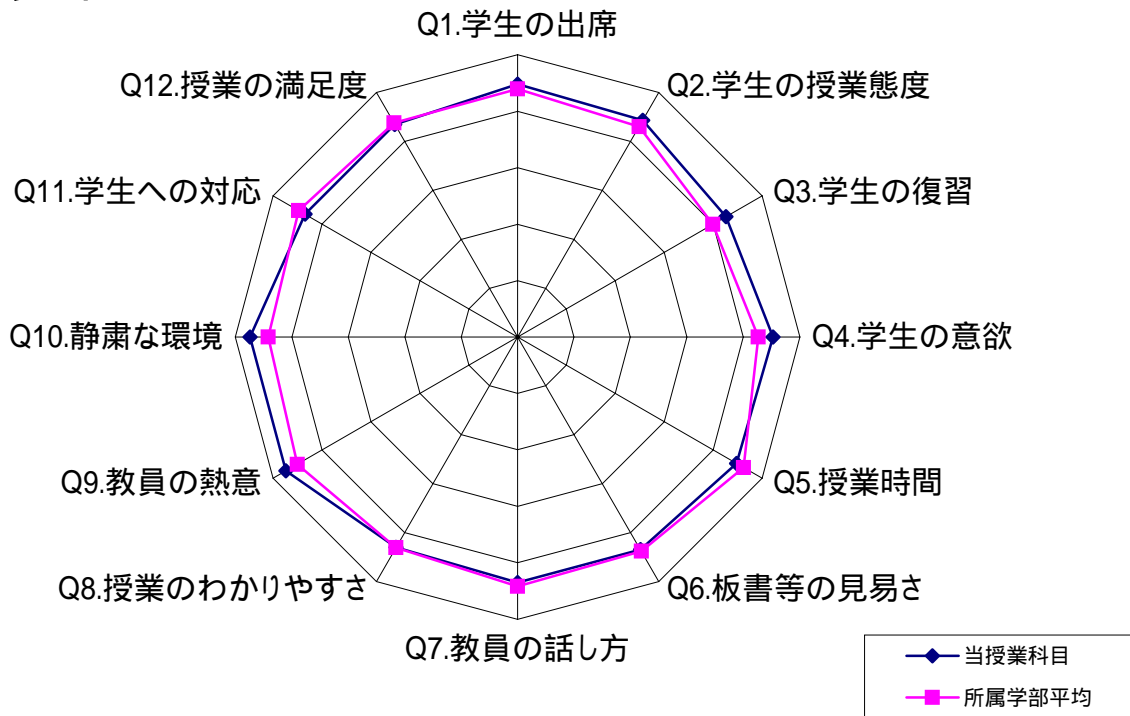 Q1.学生の出席
Q2.学生の授業態度
Q3.学生の復習
Q4.学生の意欲
Q5.授業時間
Q6.板書等の見易さ
Q7.教員の話し方
Q8.授業のわかりやすさ
Q9.教員の熱意
Q10.静粛な環境
Q11.学生への対応
Q12.授業の満足度
当授業科目
所属学部平均